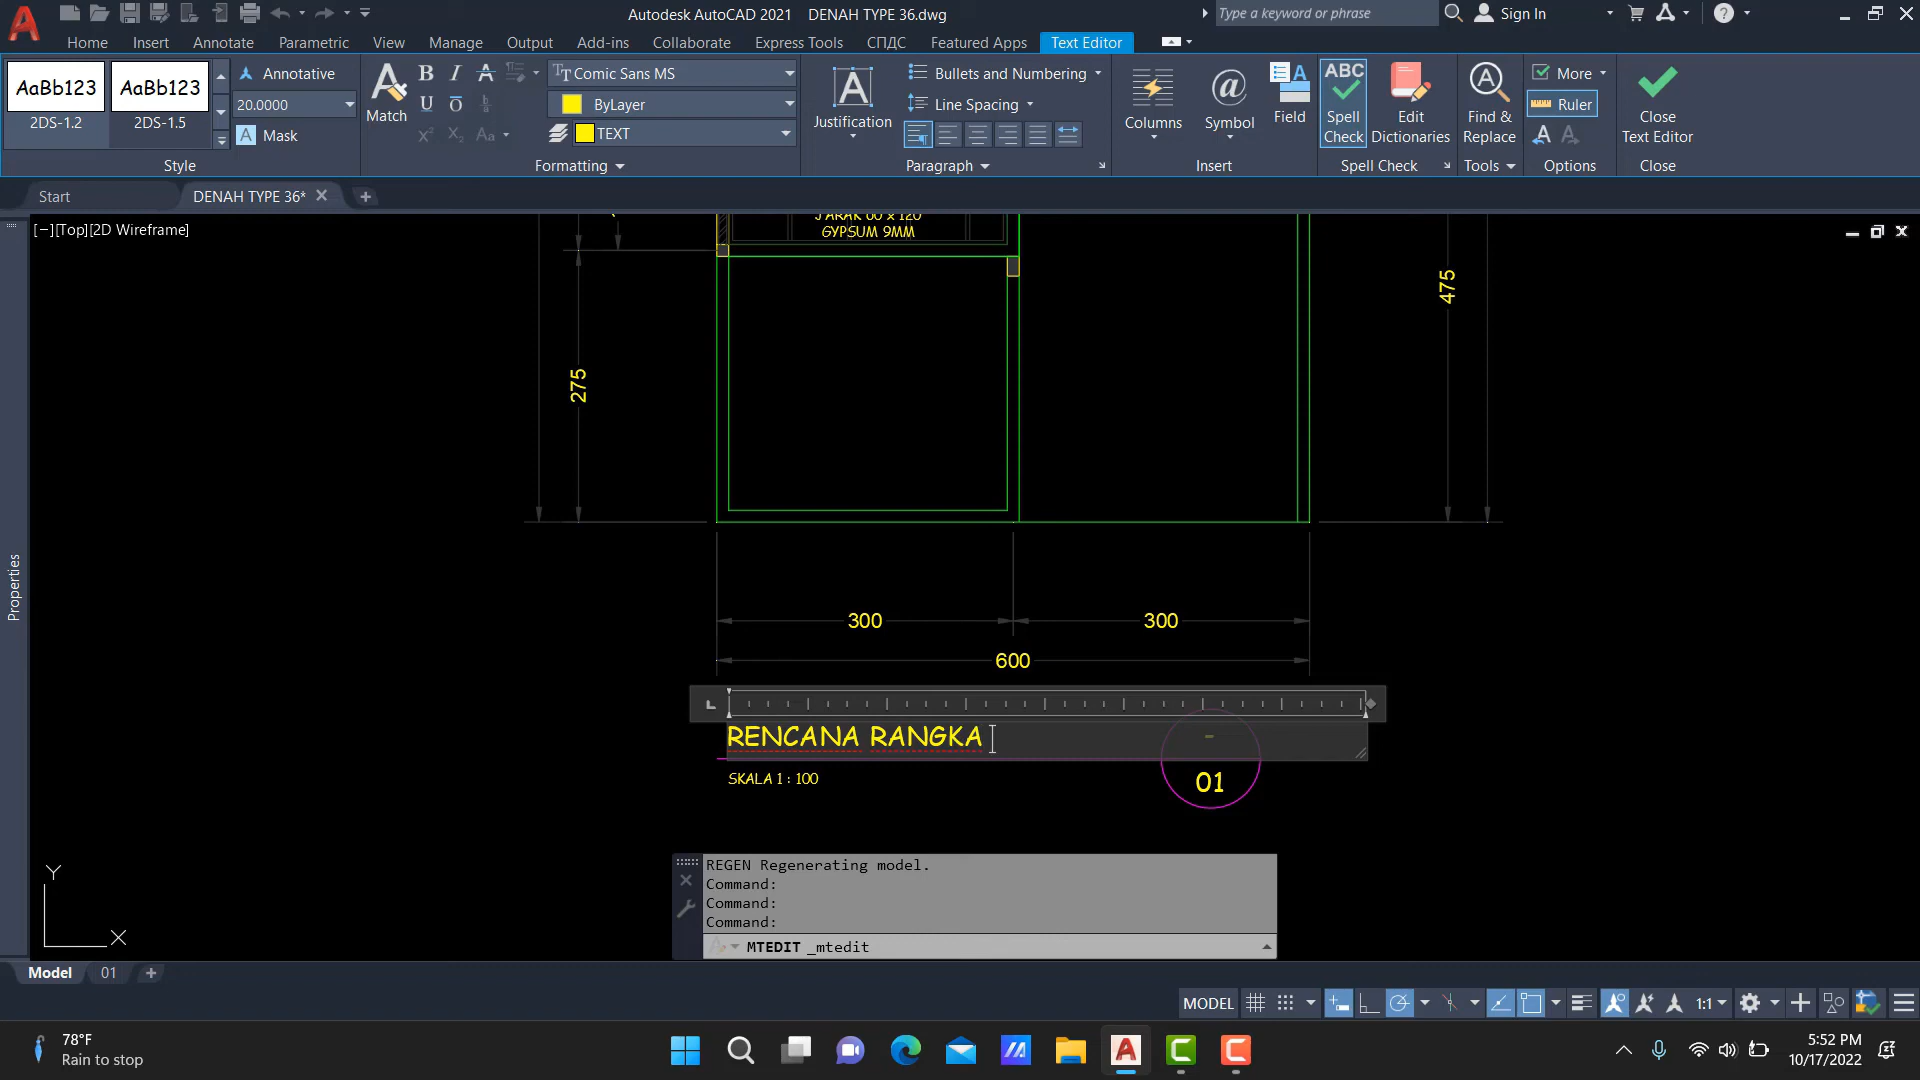 Autodesk AutoCAD 2021 DENAH TYPE 36.dwg
Type a keyword or phrase
Sign In
Home Insert Annotate Parametric View Manage Output Add-ins Collaborate Express Tools СПДС Featured Apps Text Editor
AaBb123 AaBb123
2DS-1.2 2DS-1.5
Annotative
20.0000
Mask
Style
Match
Comic Sans MS
ByLayer
TEXT
Formatting
Justification
Bullets and Numbering
Line Spacing
Paragraph
Columns
Symbol
Field
Insert
ABC
Spell Check
Edit Dictionaries
Spell Check
Find & Replace
Tools
More
Ruler
Options
Close Text Editor
Close
Start
DENAH TYPE 36*
[−][Top][2D Wireframe]
GYPSUM 9MM
475
275
300
300
600
RENCANA RANGKA
SKALA 1 : 100
01
Properties
Y
X
REGEN Regenerating model.
Command:
Command:
Command:
MTEDIT _mtedit
Model 01
MODEL
1:1
78°F
Rain to stop
5:52 PM
10/17/2022